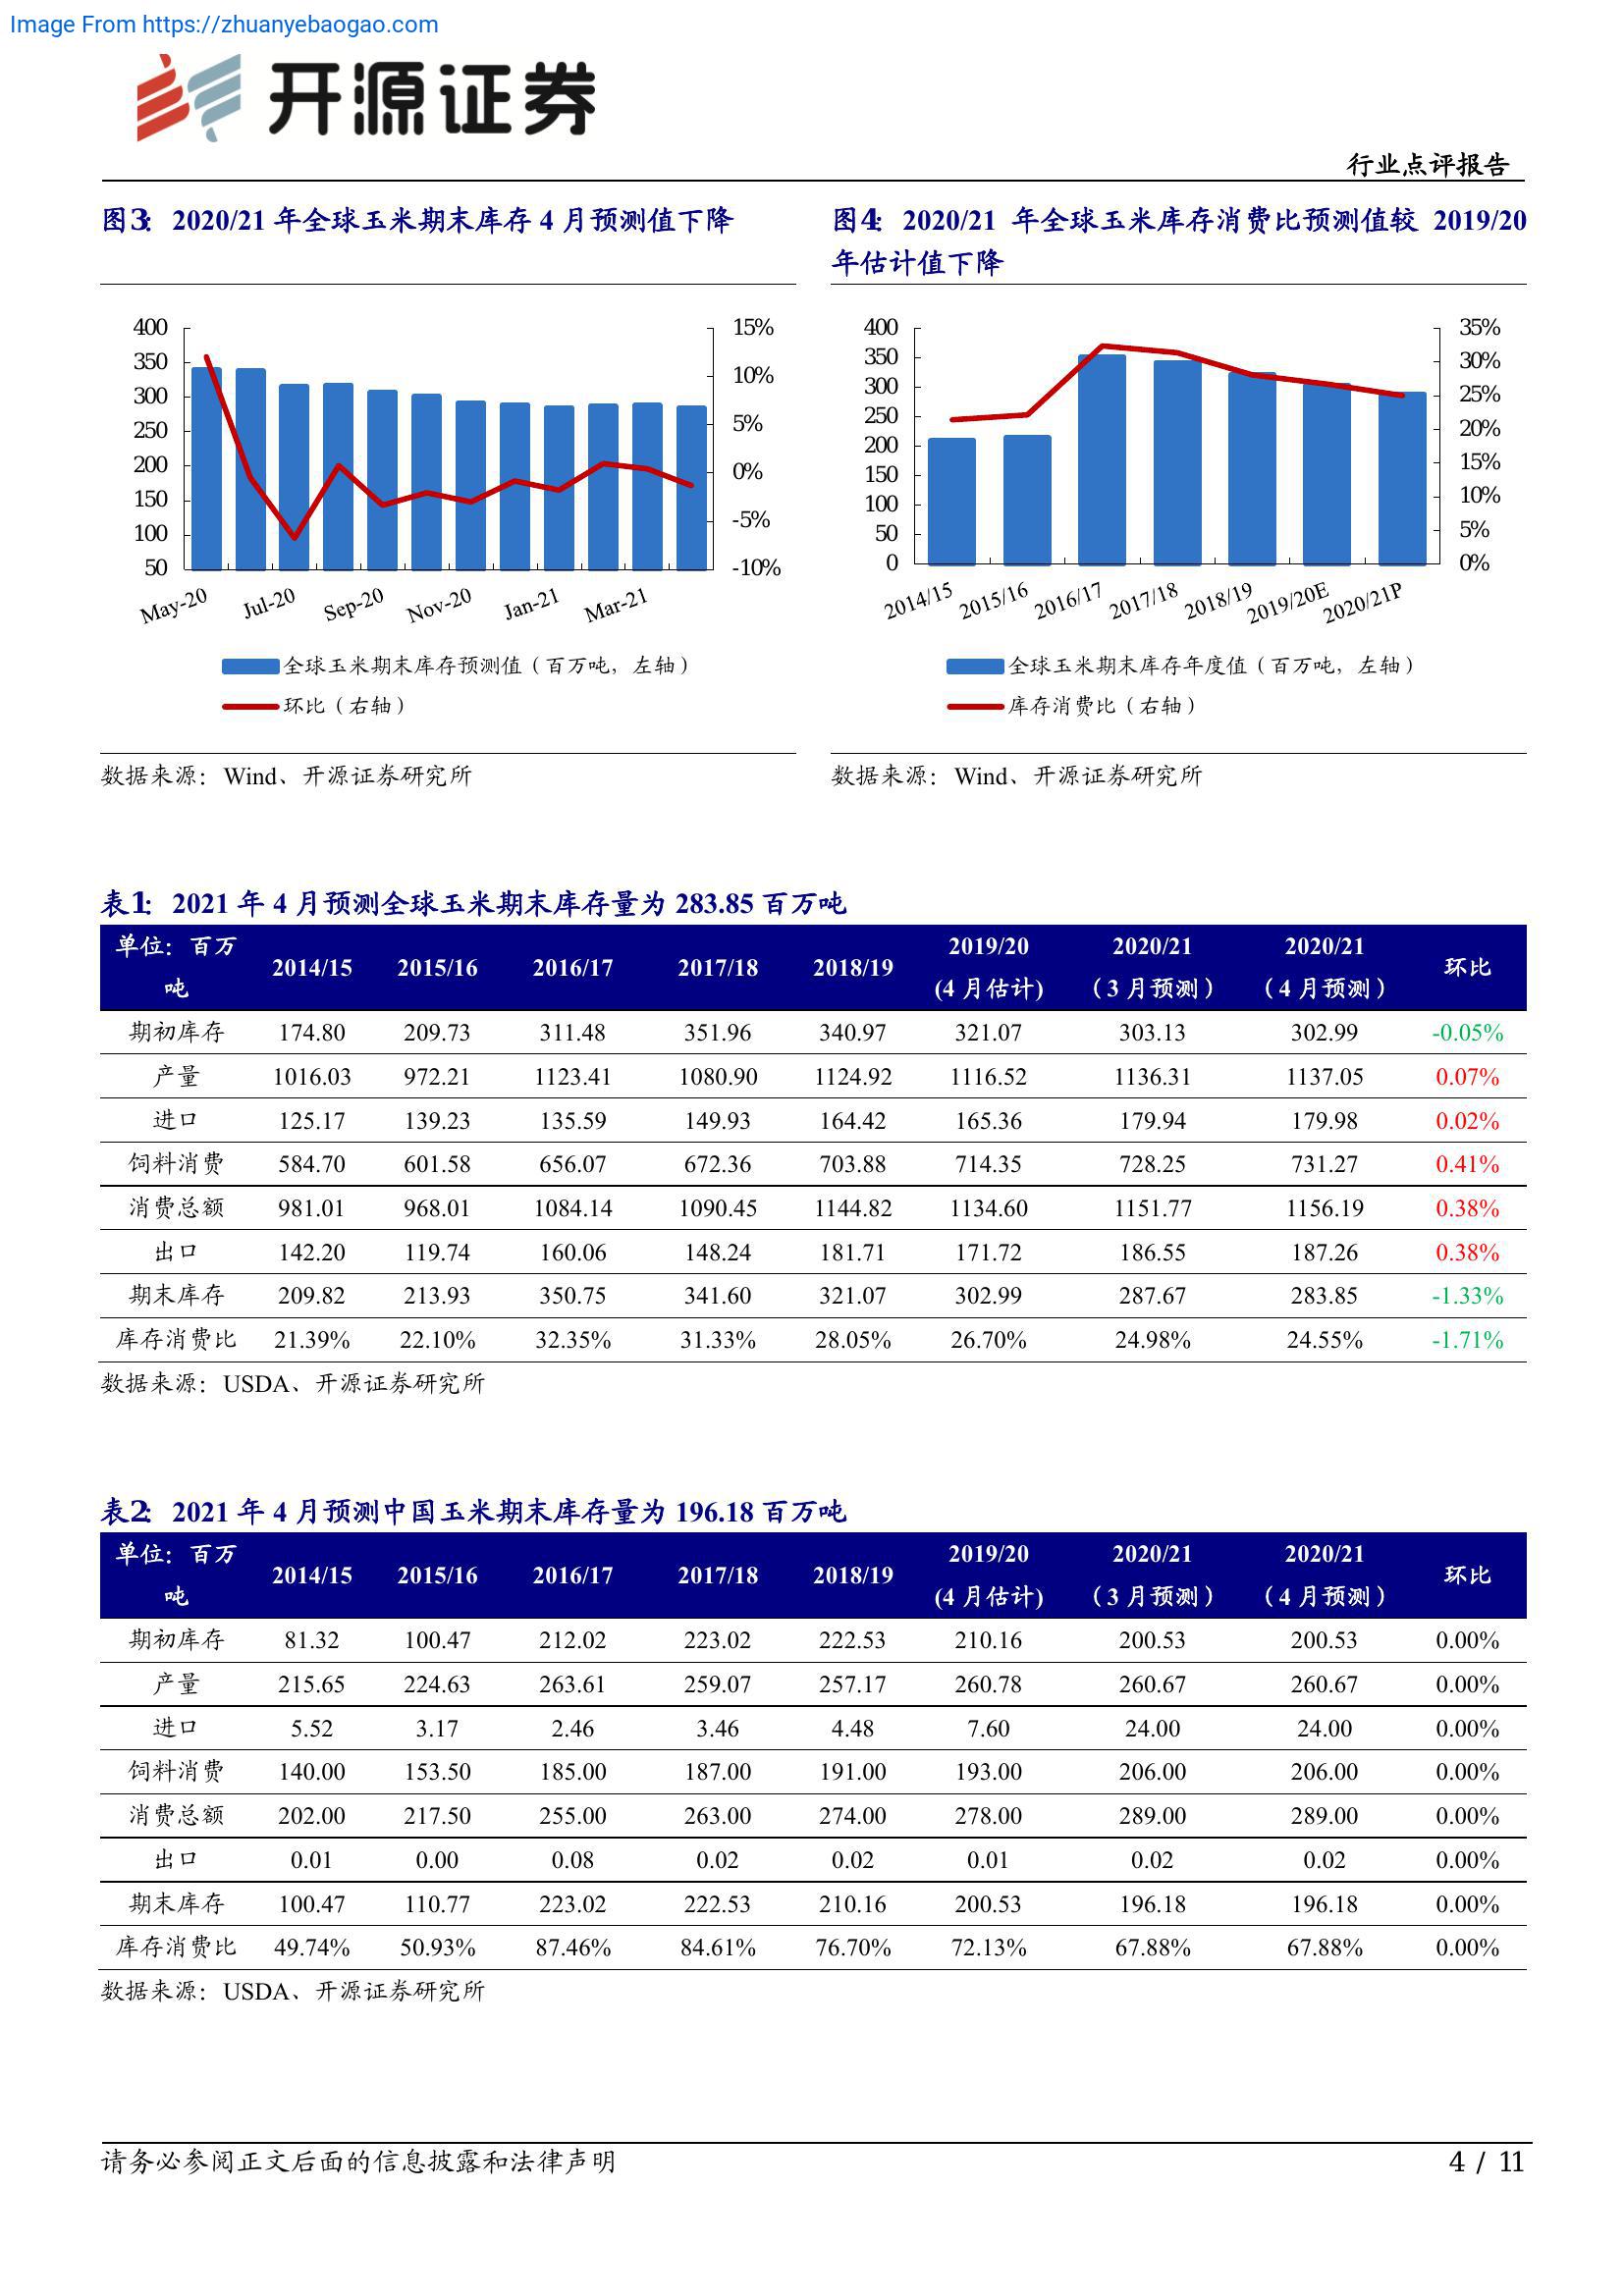 Image From https://zhuanyebaogao.com
开源证券
行业点评报告
图3：2020/21 年全球玉米期末库存 4 月预测值下降
400
350
300
250
200
150
100
50
15%
10%
5%
0%
-5%
-10%
May-20 Jul-20 Sep-20 Nov-20 Jan-21 Mar-21
全球玉米期末库存预测值（百万吨，左轴）
环比（右轴）
数据来源：Wind、开源证券研究所
图4：2020/21 年全球玉米库存消费比预测值较 2019/20
年估计值下降
400
350
300
250
200
150
100
50
0
35%
30%
25%
20%
15%
10%
5%
0%
2014/15 2015/16 2016/17 2017/18 2018/19 2019/20E 2020/21P
全球玉米期末库存年度值（百万吨，左轴）
库存消费比（右轴）
数据来源：Wind、开源证券研究所
表1：2021 年 4 月预测全球玉米期末库存量为 283.85 百万吨
单位：百万吨 2014/15 2015/16 2016/17 2017/18 2018/19 2019/20 (4 月估计) 2020/21（3 月预测） 2020/21（4 月预测） 环比
期初库存 174.80 209.73 311.48 351.96 340.97 321.07 303.13 302.99 -0.05%
产量 1016.03 972.21 1123.41 1080.90 1124.92 1116.52 1136.31 1137.05 0.07%
进口 125.17 139.23 135.59 149.93 164.42 165.36 179.94 179.98 0.02%
饲料消费 584.70 601.58 656.07 672.36 703.88 714.35 728.25 731.27 0.41%
消费总额 981.01 968.01 1084.14 1090.45 1144.82 1134.60 1151.77 1156.19 0.38%
出口 142.20 119.74 160.06 148.24 181.71 171.72 186.55 187.26 0.38%
期末库存 209.82 213.93 350.75 341.60 321.07 302.99 287.67 283.85 -1.33%
库存消费比 21.39% 22.10% 32.35% 31.33% 28.05% 26.70% 24.98% 24.55% -1.71%
数据来源：USDA、开源证券研究所
表2：2021 年 4 月预测中国玉米期末库存量为 196.18 百万吨
单位：百万吨 2014/15 2015/16 2016/17 2017/18 2018/19 2019/20 (4 月估计) 2020/21（3 月预测） 2020/21（4 月预测） 环比
期初库存 81.32 100.47 212.02 223.02 222.53 210.16 200.53 200.53 0.00%
产量 215.65 224.63 263.61 259.07 257.17 260.78 260.67 260.67 0.00%
进口 5.52 3.17 2.46 3.46 4.48 7.60 24.00 24.00 0.00%
饲料消费 140.00 153.50 185.00 187.00 191.00 193.00 206.00 206.00 0.00%
消费总额 202.00 217.50 255.00 263.00 274.00 278.00 289.00 289.00 0.00%
出口 0.01 0.00 0.08 0.02 0.02 0.01 0.02 0.02 0.00%
期末库存 100.47 110.77 223.02 222.53 210.16 200.53 196.18 196.18 0.00%
库存消费比 49.74% 50.93% 87.46% 84.61% 76.70% 72.13% 67.88% 67.88% 0.00%
数据来源：USDA、开源证券研究所
请务必参阅正文后面的信息披露和法律声明
4 / 11